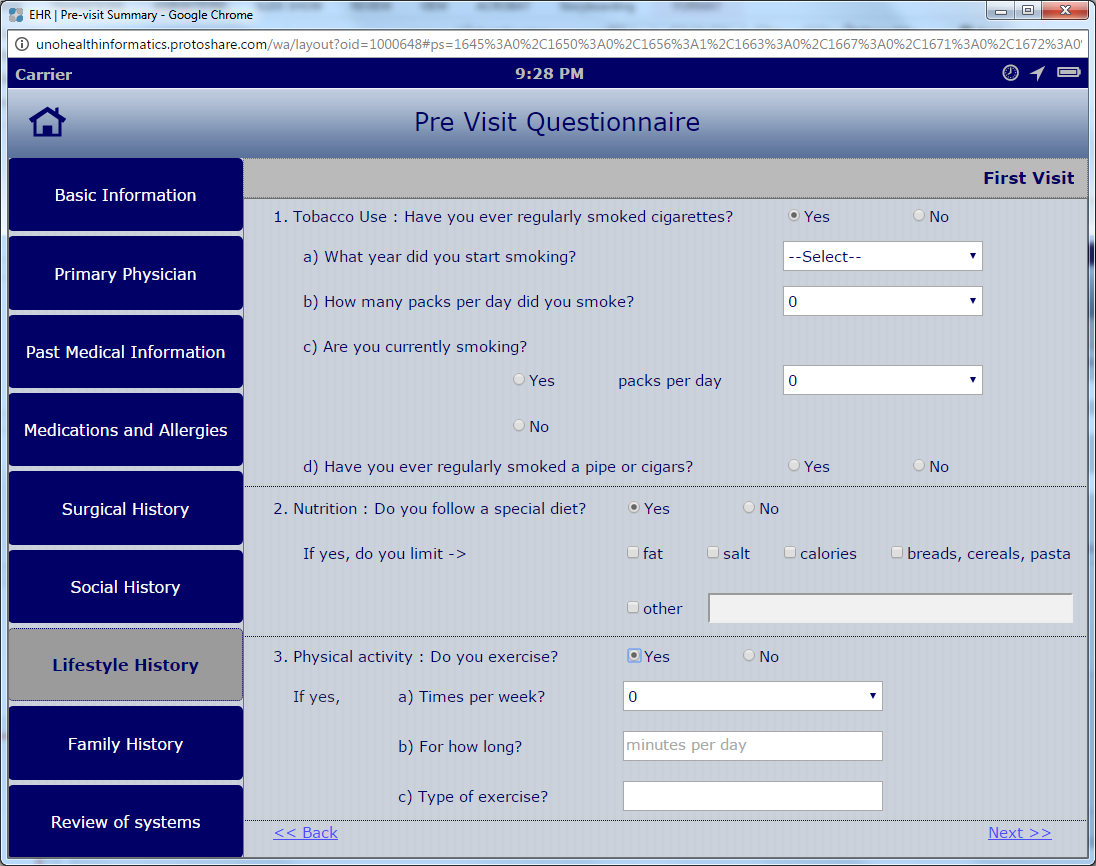 EHR | Pre-visit Summary - Google Chrome
unohealthinformatics.protoshare.com/wa/layout?oid=1000648#ps=1645%3A0%2C1650%3A0%2C1656%3A1%2C1663%3A0%2C1667%3A0%2C1671%3A0%2C1672%3A0%
Carrier 9:28 PM
Pre Visit Questionnaire
First Visit
Basic Information
Primary Physician
Past Medical Information
Medications and Allergies
Surgical History
Social History
Lifestyle History
Family History
Review of systems
1. Tobacco Use : Have you ever regularly smoked cigarettes? Yes No
a) What year did you start smoking? --Select--
b) How many packs per day did you smoke? 0
c) Are you currently smoking?
Yes packs per day 0
No
d) Have you ever regularly smoked a pipe or cigars? Yes No
2. Nutrition : Do you follow a special diet? Yes No
If yes, do you limit -> fat salt calories breads, cereals, pasta
other
3. Physical activity : Do you exercise? Yes No
If yes, a) Times per week? 0
b) For how long? minutes per day
c) Type of exercise?
<< Back Next >>